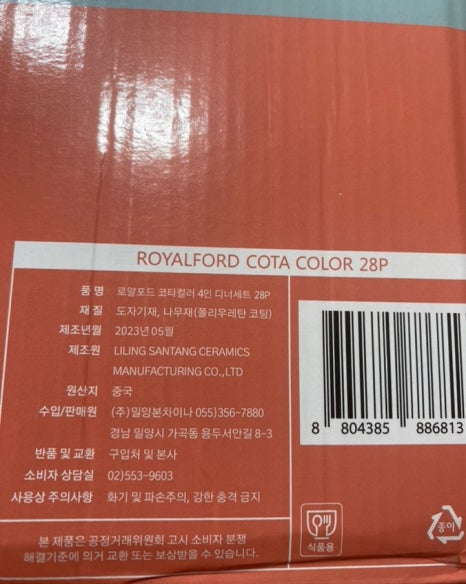 ROYALFORD COTA COLOR 28P
품 명 로얄포드 코타컬러 4인 디너세트 28P
재 질 도자기재, 나무재(폴리우레탄 코팅)
제조년월 2023년 05월
제조원 LILING SANTANG CERAMICS
MANUFACTURING CO.,LTD
원산지 중국
수입/판매원 (주)밀양본차이나 055)356-7880
경남 밀양시 가곡동 용두서안길 8-3
반품 및 교환 구입처 및 본사
소비자 상담실 02)553-9603
사용상 주의사항 화기 및 파손주의, 강한 충격 금지
본 제품은 공정거래위원회 고시 소비자 분쟁
해결기준에 의거 교환 또는 보상받을 수 있습니다.
8 804385 886813
식품용
종이